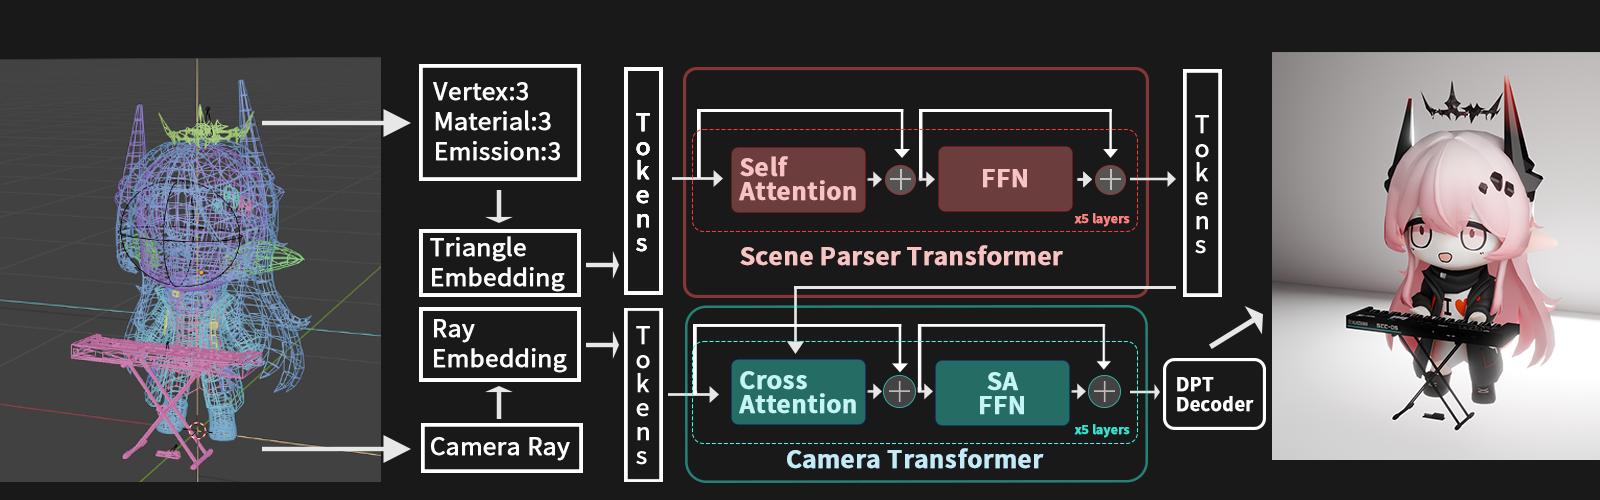 Vertex:3
Material:3
Emission:3
Triangle
Embedding
Ray
Embedding
Camera Ray
Tokens
Tokens
Self
Attention
FFN
x5 layers
Scene Parser Transformer
Tokens
Cross
Attention
SA
FFN
x5 layers
Camera Transformer
DPT
Decoder
I